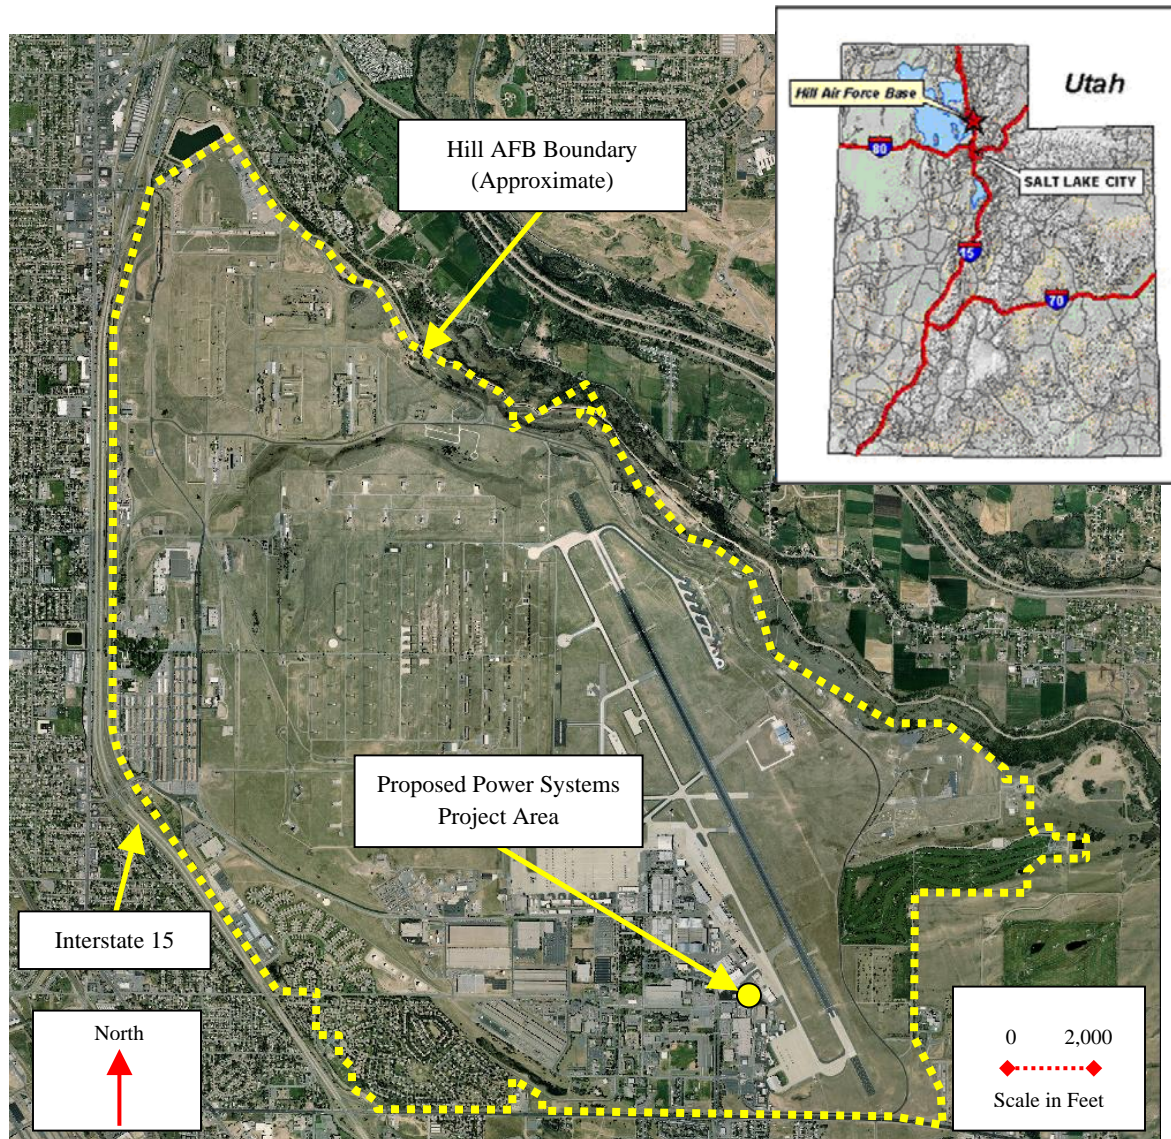 Utah
Hill Air Force Base
80
SALT LAKE CITY
15
70
Hill AFB Boundary
(Approximate)
Proposed Power Systems
Project Area
Interstate 15
North
0 2,000
Scale in Feet